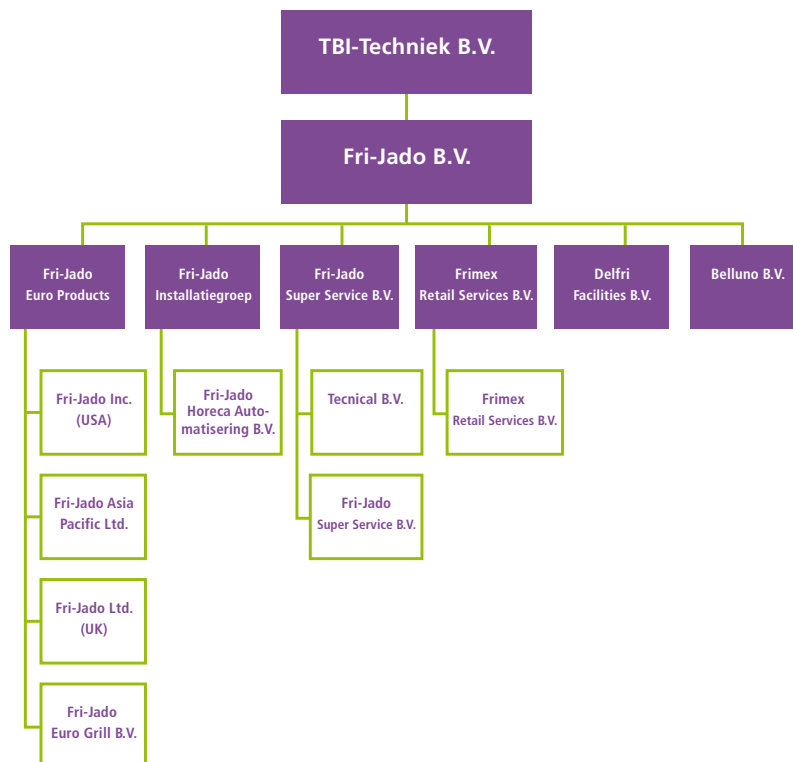 TBI-Techniek B.V.
Fri-Jado B.V.
Fri-Jado
Euro Products
Fri-Jado
Installatiegroep
Fri-Jado
Super Service B.V.
Frimex
Retail Services B.V.
Delfri
Facilities B.V.
Belluno B.V.
Fri-Jado Inc.
(USA)
Fri-Jado
Horeca Auto-
matisering B.V.
Tecnical B.V.
Frimex
Retail Services B.V.
Fri-Jado Asia
Pacific Ltd.
Fri-Jado
Super Service B.V.
Fri-Jado Ltd.
(UK)
Fri-Jado
Euro Grill B.V.